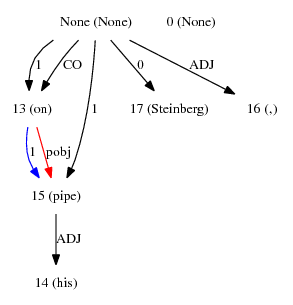 None (None) 0 (None)
1 CO 1 0 ADJ
13 (on) 17 (Steinberg) 16 (,)
1 pobj
15 (pipe)
ADJ
14 (his)